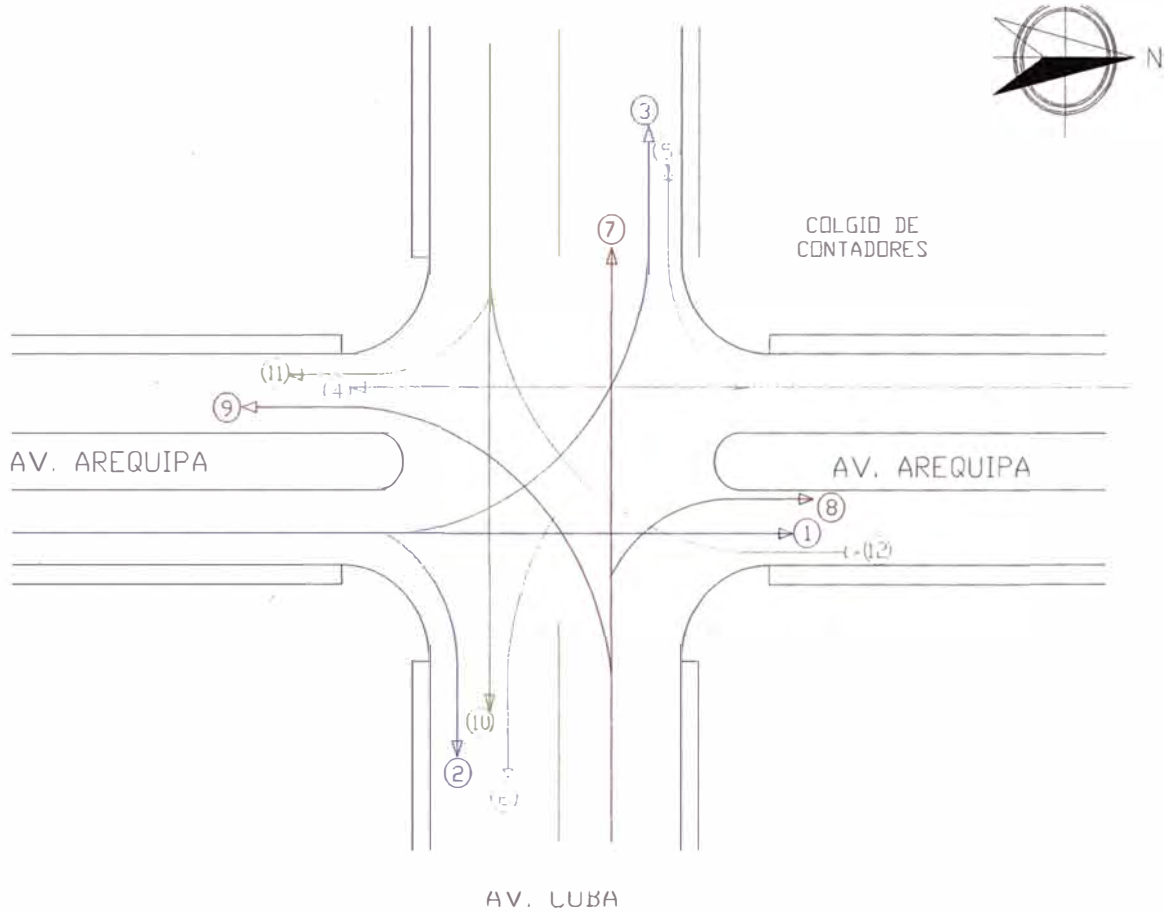 N
3
(5
7
COLGIO DE
CONTADORES
(11)
(4)
9
AV. AREQUIPA
AV. AREQUIPA
8
1
(12)
(10)
2
AV. CUBA